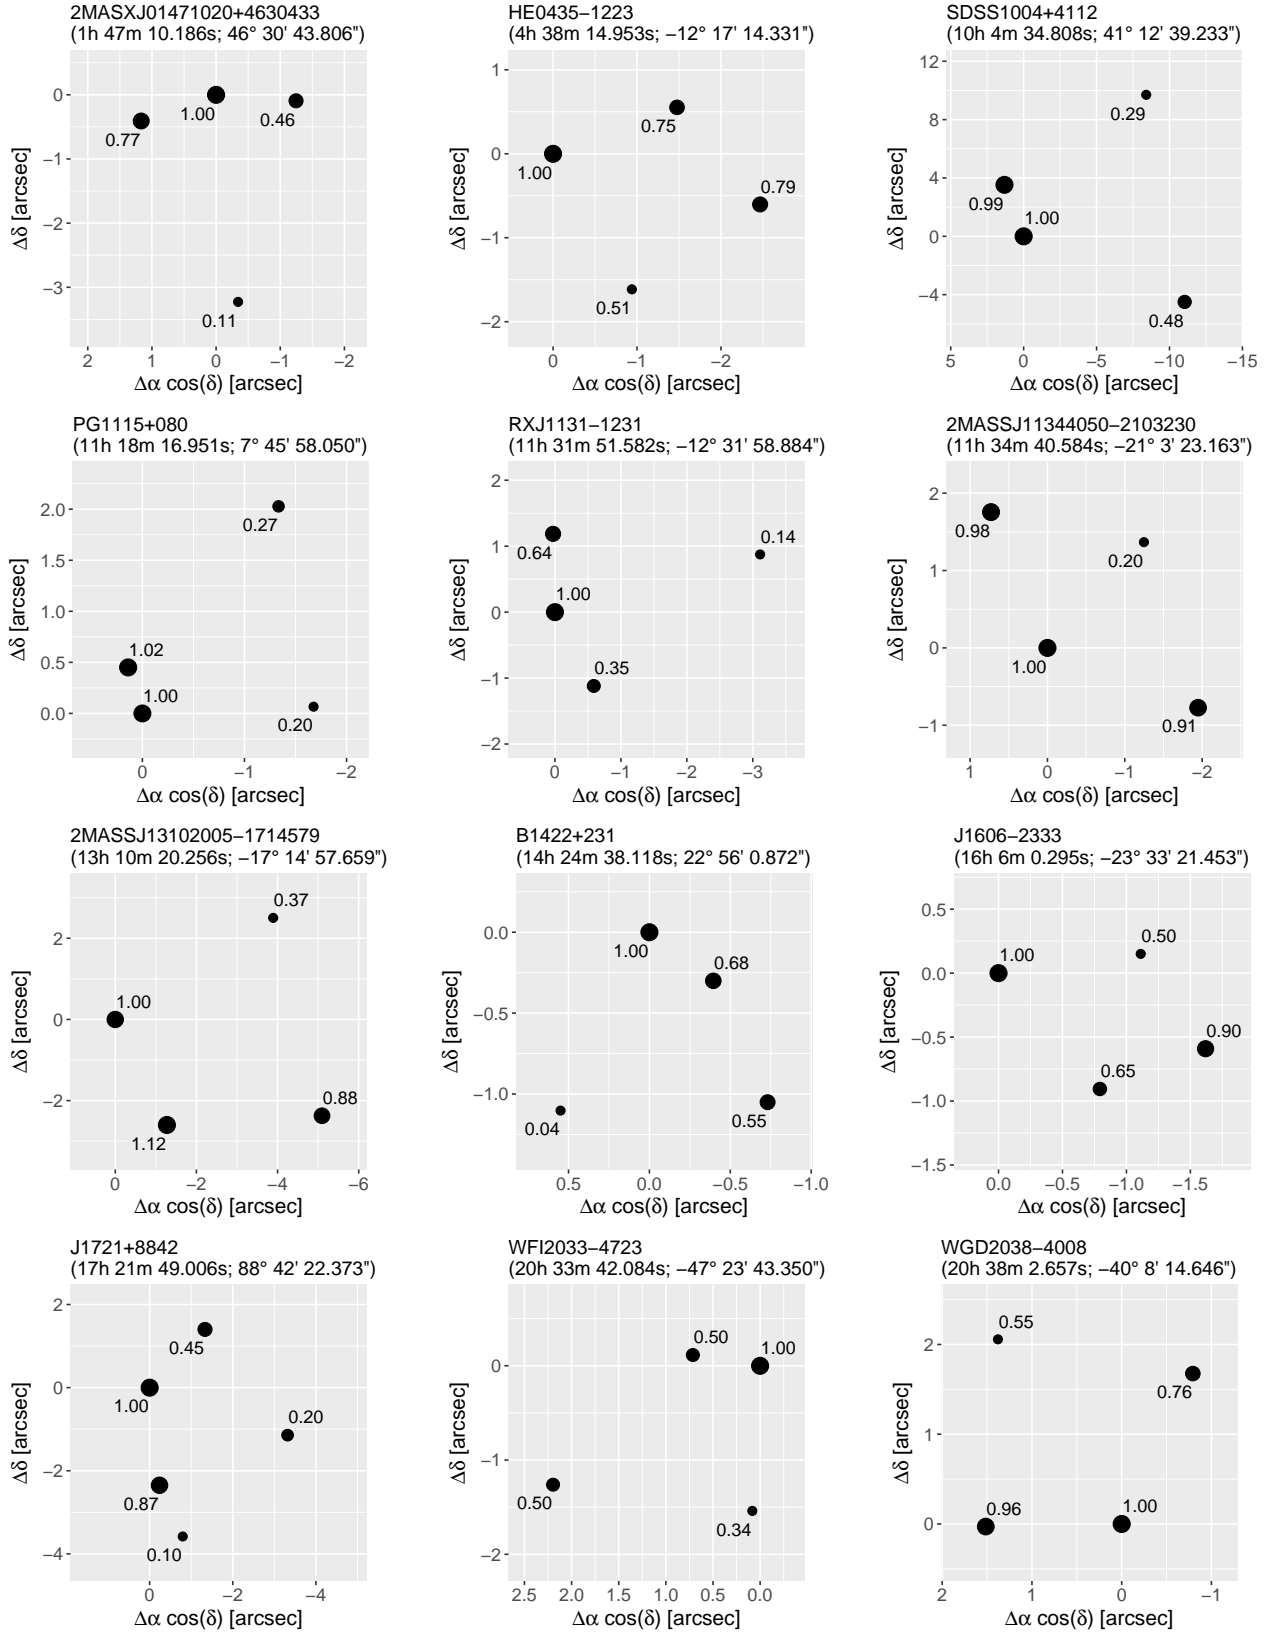 2MASXJ01471020+4630433
(1h 47m 10.186s; 46° 30' 43.806")
0
−1
−2
−3
Δδ [arcsec]
1.00
0.77
0.46
0.11
2 1 0 −1 −2
Δα cos(δ) [arcsec]
HE0435−1223
(4h 38m 14.953s; −12° 17' 14.331")
1
0
−1
−2
Δδ [arcsec]
0.75
1.00
0.79
0.51
0 −1 −2
Δα cos(δ) [arcsec]
SDSS1004+4112
(10h 4m 34.808s; 41° 12' 39.233")
12
8
4
0
−4
Δδ [arcsec]
0.29
0.99
1.00
0.48
5 0 −5 −10 −15
Δα cos(δ) [arcsec]
PG1115+080
(11h 18m 16.951s; 7° 45' 58.050")
2.0
1.5
1.0
0.5
0.0
Δδ [arcsec]
0.27
1.02
1.00
0.20
0 −1 −2
Δα cos(δ) [arcsec]
RXJ1131−1231
(11h 31m 51.582s; −12° 31' 58.884")
2
1
0
−1
−2
Δδ [arcsec]
0.14
0.64
1.00
0.35
0 −1 −2 −3
Δα cos(δ) [arcsec]
2MASSJ11344050−2103230
(11h 34m 40.584s; −21° 3' 23.163")
2
1
0
−1
Δδ [arcsec]
0.98
0.20
1.00
0.91
1 0 −1 −2
Δα cos(δ) [arcsec]
2MASSJ13102005−1714579
(13h 10m 20.256s; −17° 14' 57.659")
2
0
−2
Δδ [arcsec]
0.37
1.00
0.88
1.12
0 −2 −4 −6
Δα cos(δ) [arcsec]
B1422+231
(14h 24m 38.118s; 22° 56' 0.872")
0.0
−0.5
−1.0
Δδ [arcsec]
1.00
0.68
0.55
0.04
0.5 0.0 −0.5 −1.0
Δα cos(δ) [arcsec]
J1606−2333
(16h 6m 0.295s; −23° 33' 21.453")
0.5
0.0
−0.5
−1.0
−1.5
Δδ [arcsec]
0.50
1.00
0.90
0.65
0.0 −0.5 −1.0 −1.5
Δα cos(δ) [arcsec]
J1721+8842
(17h 21m 49.006s; 88° 42' 22.373")
2
0
−2
−4
Δδ [arcsec]
0.45
1.00
0.20
0.87
0.10
0 −2 −4
Δα cos(δ) [arcsec]
WFI2033−4723
(20h 33m 42.084s; −47° 23' 43.350")
0
−1
−2
Δδ [arcsec]
0.50
1.00
0.50
0.34
2.5 2.0 1.5 1.0 0.5 0.0
Δα cos(δ) [arcsec]
WGD2038−4008
(20h 38m 2.657s; −40° 8' 14.646")
2
1
0
Δδ [arcsec]
0.55
0.76
0.96
1.00
2 1 0 −1
Δα cos(δ) [arcsec]